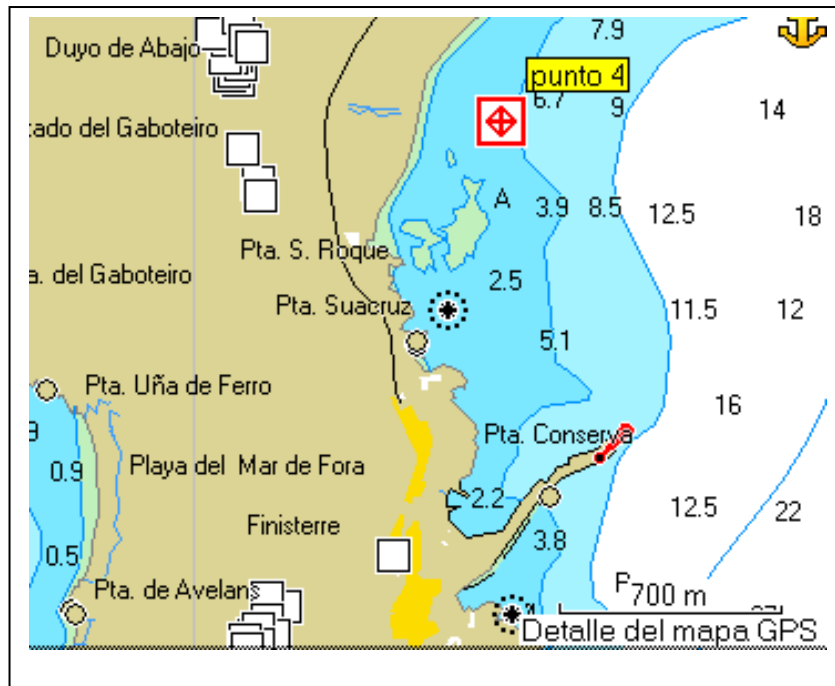 7.9
Duyo de Abajo
punto 4
6.7
9
14
tado del Gaboteiro
A
3.9
8.5
12.5
18
Pta. S. Roque
a. del Gaboteiro
2.5
Pta. Suacruz
11.5
12
5.1
Pta. Uña de Ferro
16
9
Pta. Conserva
0.9
Playa del Mar de Fora
2.2
12.5
22
Finisterre
3.8
0.5
Pta. de Avelans
P
700 m
Detalle del mapa GPS